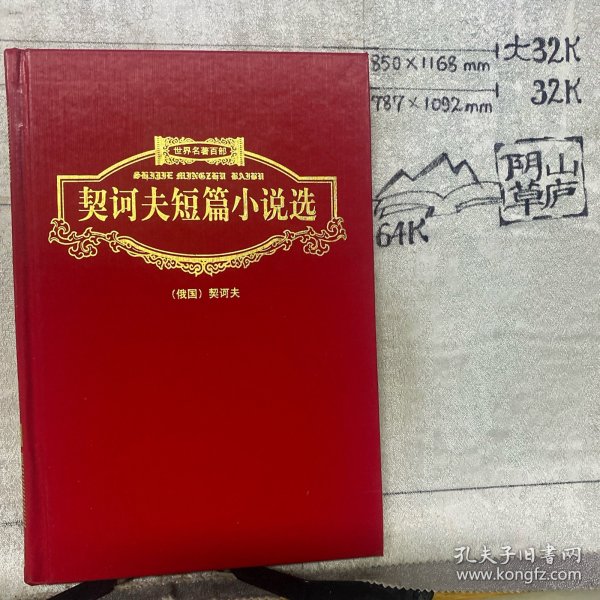 世界名著百部
SHIJIE MINGZHU BAIBU
契诃夫短篇小说选
(俄国) 契诃夫
850×1168mm 大32K
787×1092mm 32K
64K
阴山
草庐
孔夫子旧书网
www.kongfz.com